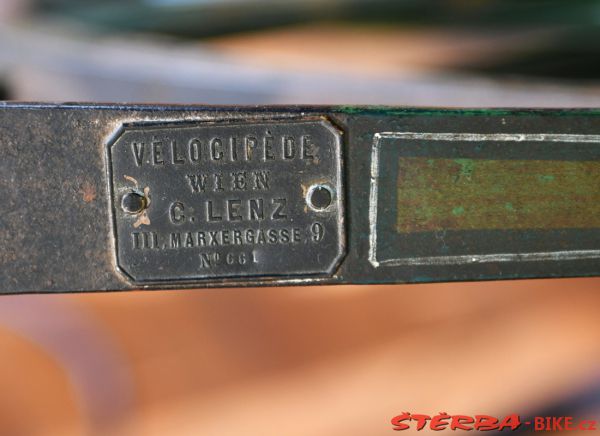 VELOCIPÈDE
WIEN
C. LENZ
III, MARXERGASSE, 9
No 661
ŠTĚRBA-BIKE.cz